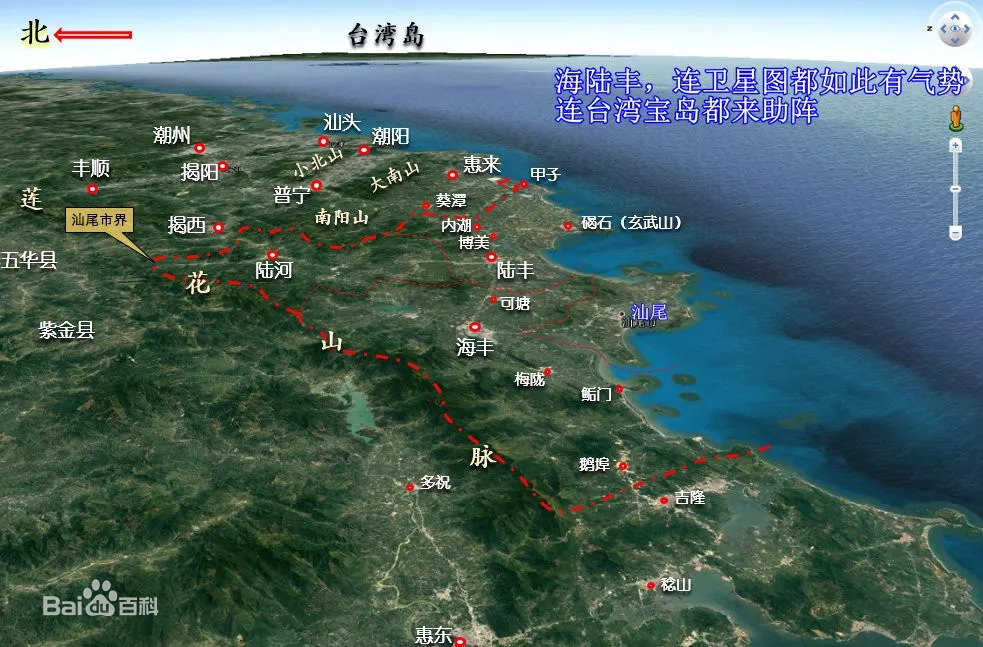 北
台湾岛
N
海陆丰，连卫星图都如此有气势
连台湾宝岛都来助阵
潮州
汕头
潮阳
丰顺
揭阳
小北山
大南山
惠来
甲子
莲
普宁
葵潭
汕尾市界
揭西
南阳山
内湖
碣石（玄武山）
博美
五华县
陆河
陆丰
花
可塘
汕尾
汕尾市
紫金县
山
海丰
梅陇
鲘门
脉
鹅埠
多祝
吉隆
稔山
Bai du 百科
惠东